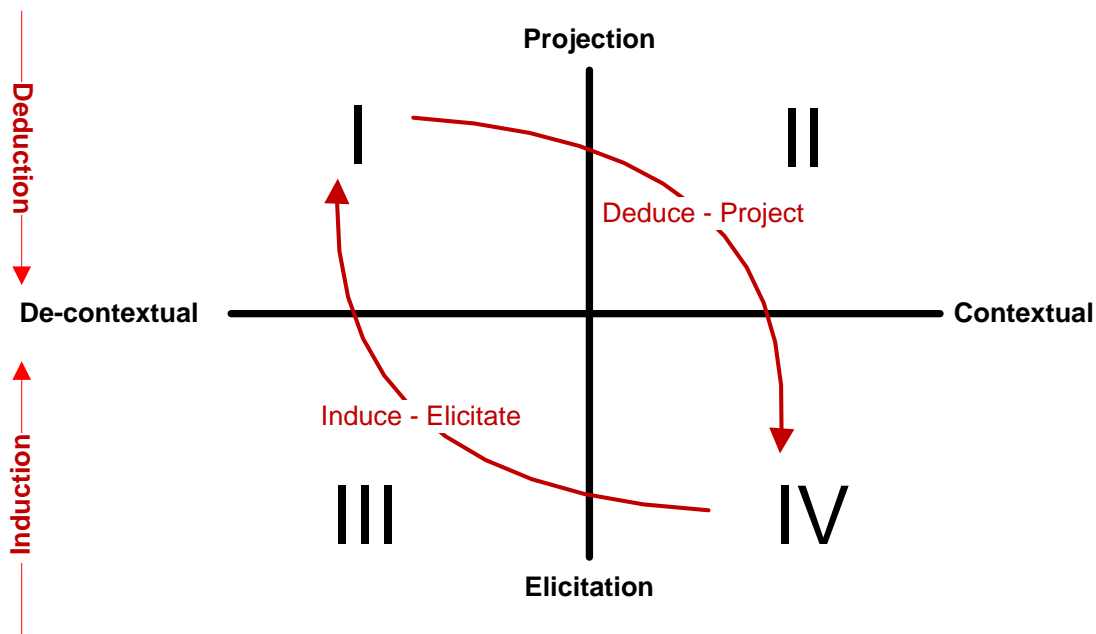 Projection
Deduction
I
II
Deduce - Project
De-contextual
Contextual
Induce - Elicitate
Induction
III
IV
Elicitation